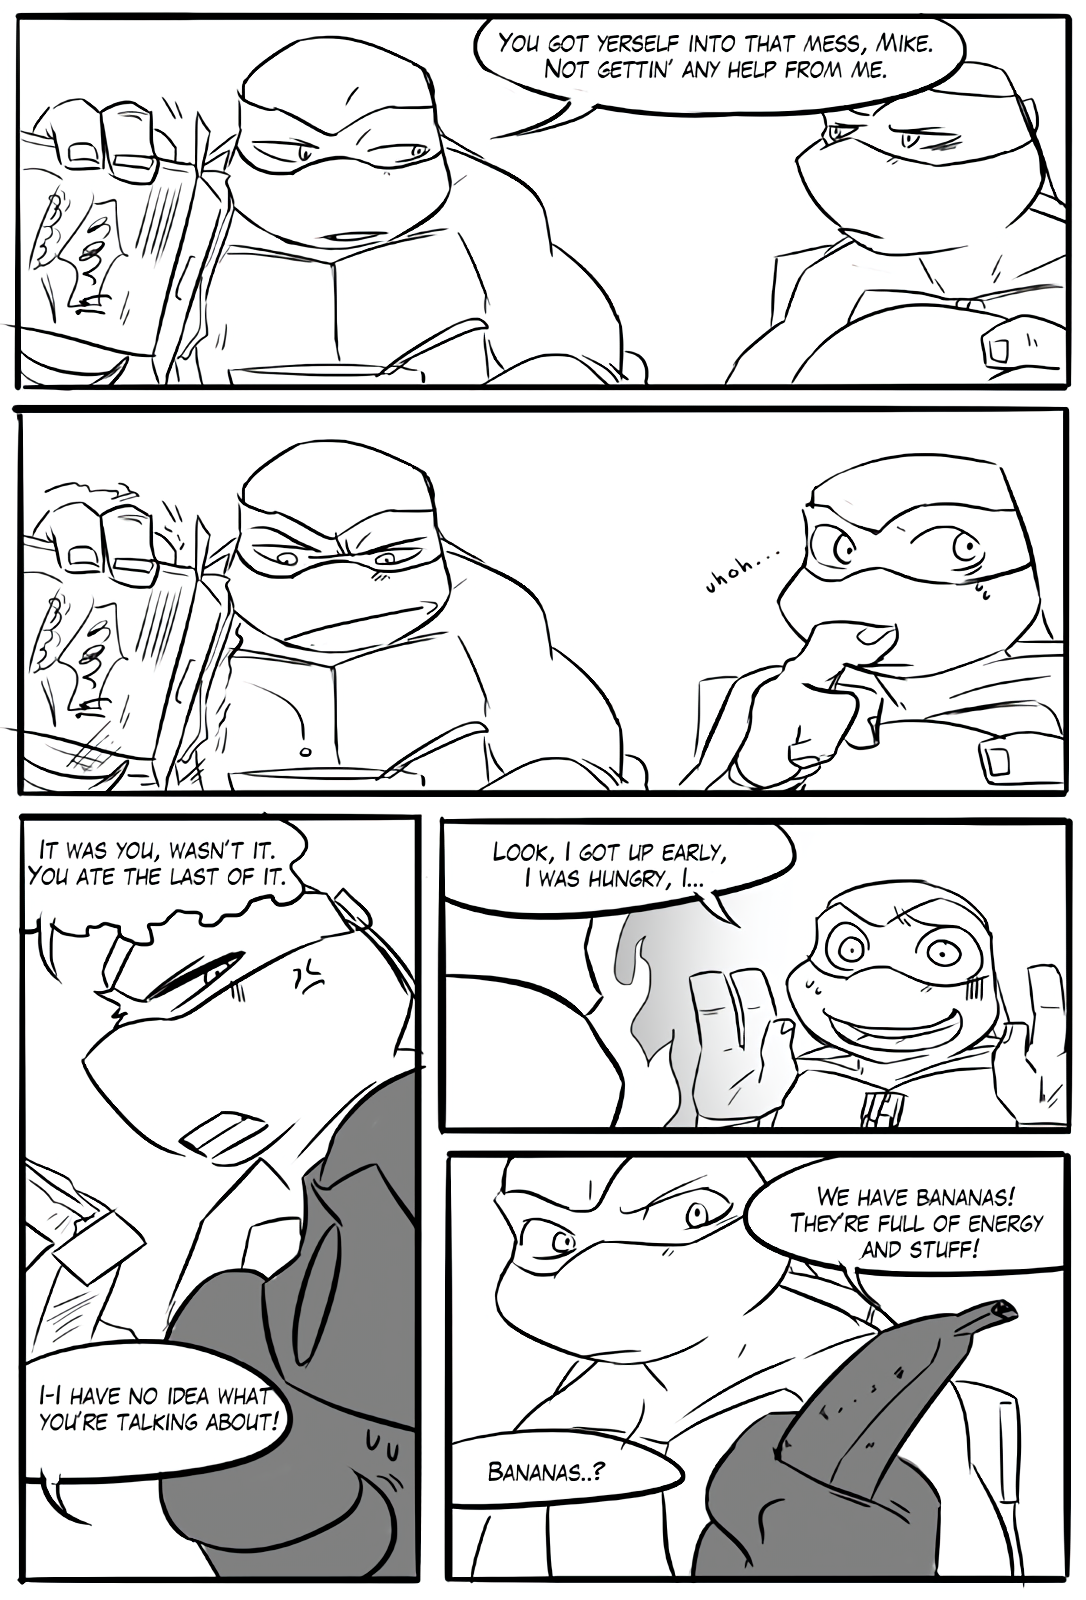 You got yerself into that mess, Mike.
Not gettin' any help from me.
uhoh...
It was you, wasn't it.
You ate the last of it.
I-I have no idea what
you're talking about!
Look, I got up early,
I was hungry, I...
We have bananas!
They're full of energy
and stuff!
Bananas..?